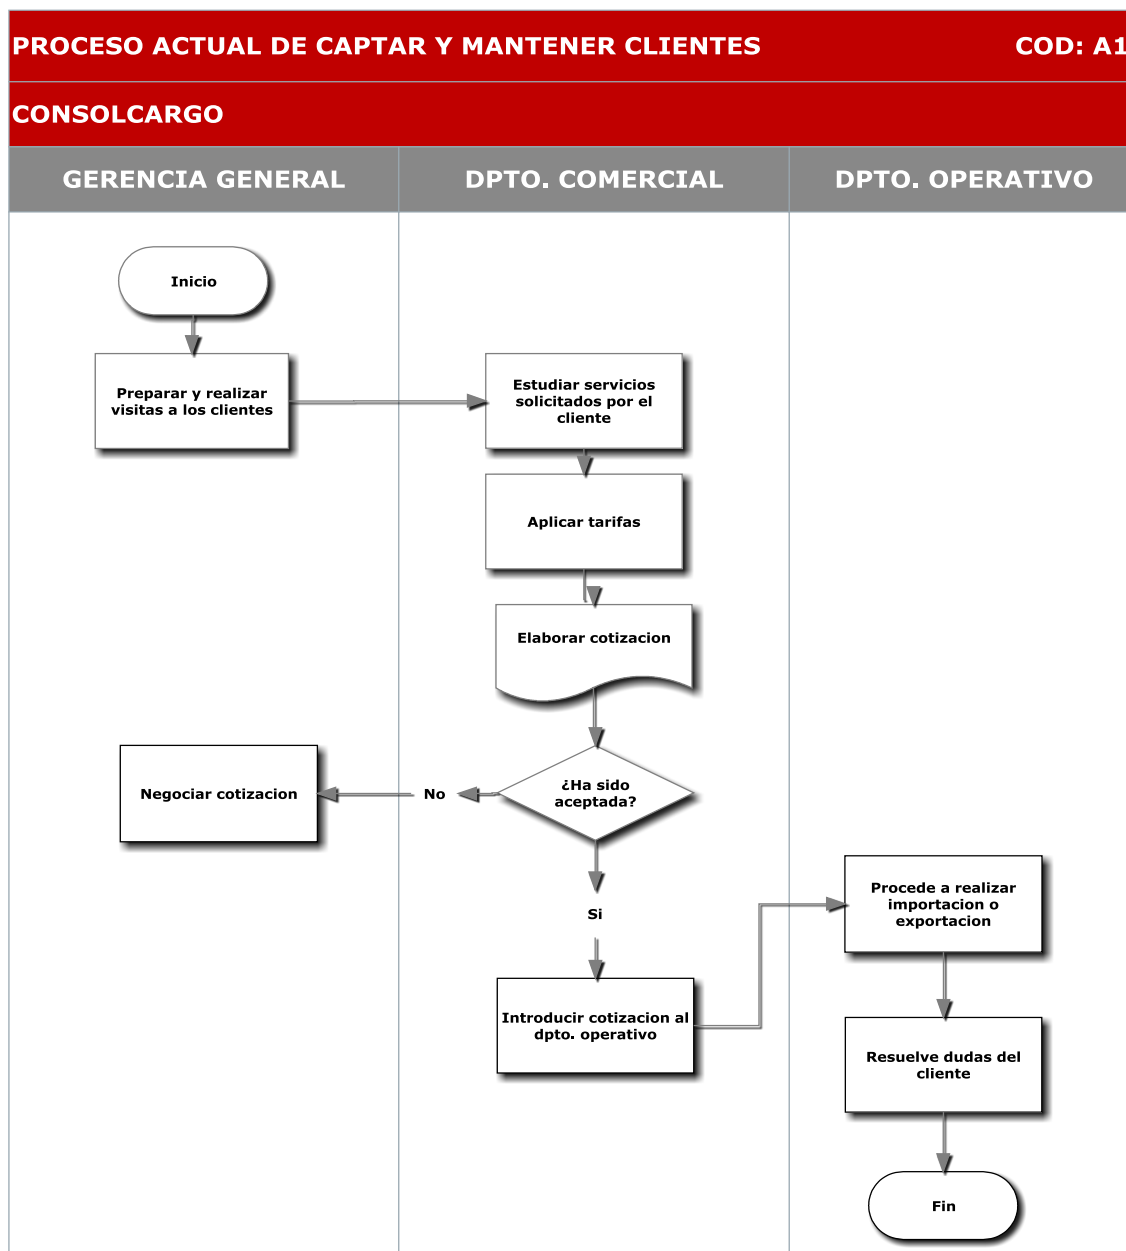 PROCESO ACTUAL DE CAPTAR Y MANTENER CLIENTES COD: A1
CONSOLCARGO
GERENCIA GENERAL DPTO. COMERCIAL DPTO. OPERATIVO
Inicio
Preparar y realizar
visitas a los clientes
Estudiar servicios
solicitados por el
cliente
Aplicar tarifas
Elaborar cotizacion
¿Ha sido
aceptada?
No
Negociar cotizacion
Si
Introducir cotizacion al
dpto. operativo
Procede a realizar
importacion o
exportacion
Resuelve dudas del
cliente
Fin